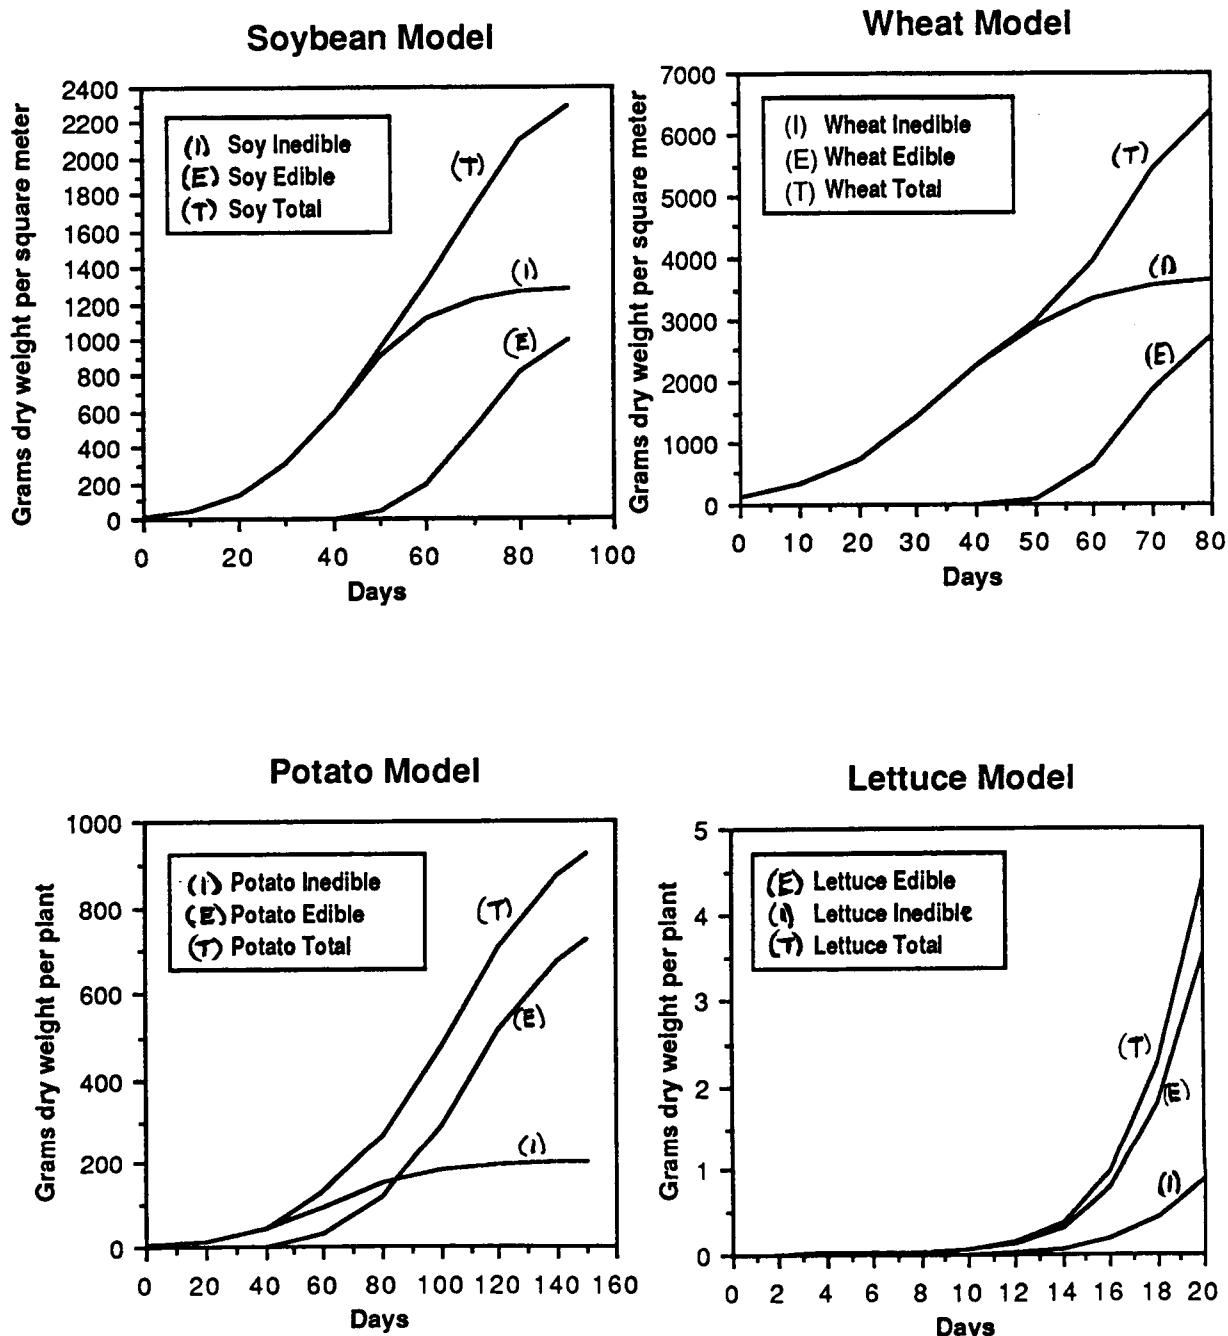 Soybean Model
Grams dry weight per square meter
2400
2200
2000
1800
1600
1400
1200
1000
800
600
400
200
0
(I) Soy Inedible
(E) Soy Edible
(T) Soy Total
(T)
(I)
(E)
0 20 40 60 80 100
Days
Wheat Model
Grams dry weight per square meter
7000
6000
5000
4000
3000
2000
1000
0
(I) Wheat Inedible
(E) Wheat Edible
(T) Wheat Total
(T)
(I)
(E)
0 10 20 30 40 50 60 70 80
Days
Potato Model
Grams dry weight per plant
1000
800
600
400
200
0
(I) Potato Inedible
(E) Potato Edible
(T) Potato Total
(T)
(E)
(I)
0 20 40 60 80 100 120 140 160
Days
Lettuce Model
Grams dry weight per plant
5
4
3
2
1
0
(E) Lettuce Edible
(I) Lettuce Inedible
(T) Lettuce Total
(T)
(E)
(I)
0 2 4 6 8 10 12 14 16 18 20
Days